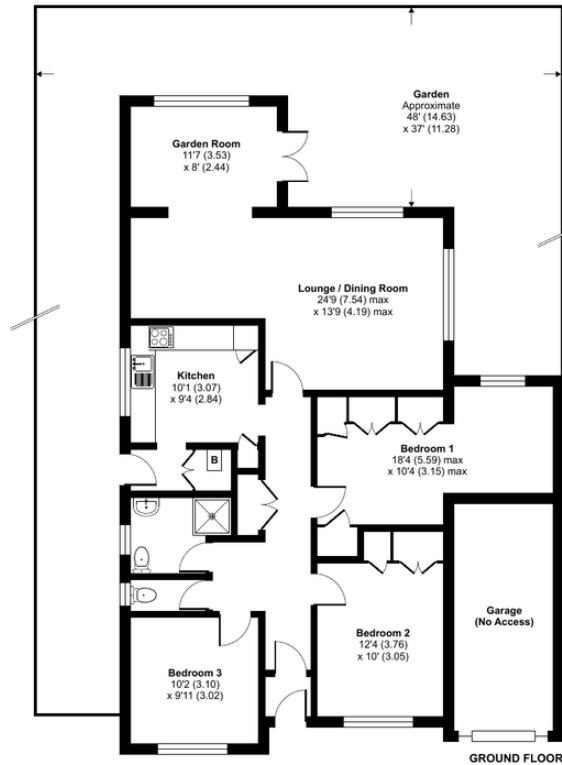 Garden
Approximate
48' (14.63)
x 37' (11.28)
Garden Room
11'7 (3.53)
x 8' (2.44)
Lounge / Dining Room
24'9 (7.54) max
x 13'9 (4.19) max
Kitchen
10'1 (3.07)
x 9'4 (2.84)
B
Bedroom 1
18'4 (5.59) max
x 10'4 (3.15) max
Garage
(No Access)
Bedroom 2
12'4 (3.76)
x 10' (3.05)
Bedroom 3
10'2 (3.10)
x 9'11 (3.02)
GROUND FLOOR